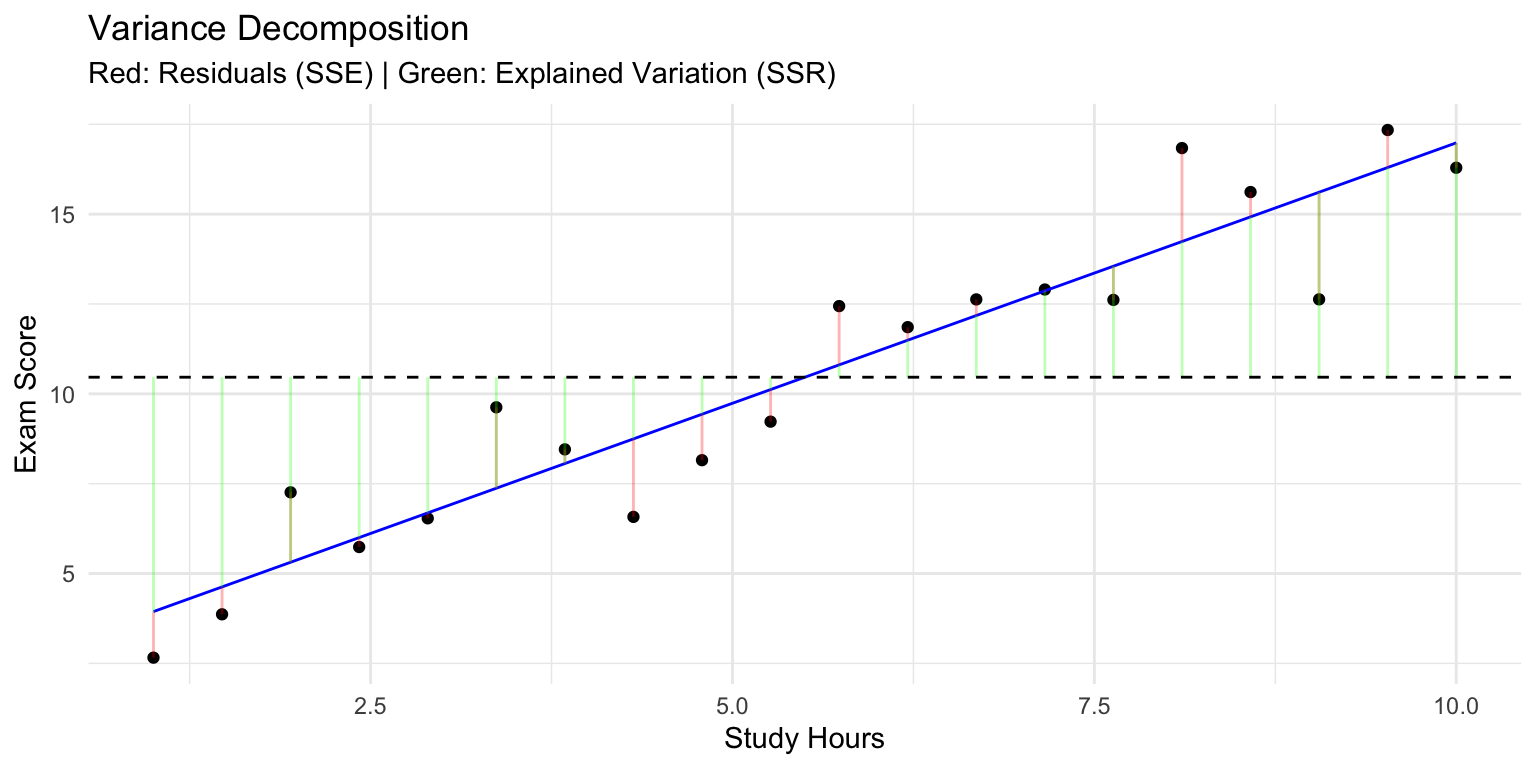 Variance Decomposition
Red: Residuals (SSE) | Green: Explained Variation (SSR)
Exam Score
15
10
5
2.5 5.0 7.5 10.0
Study Hours